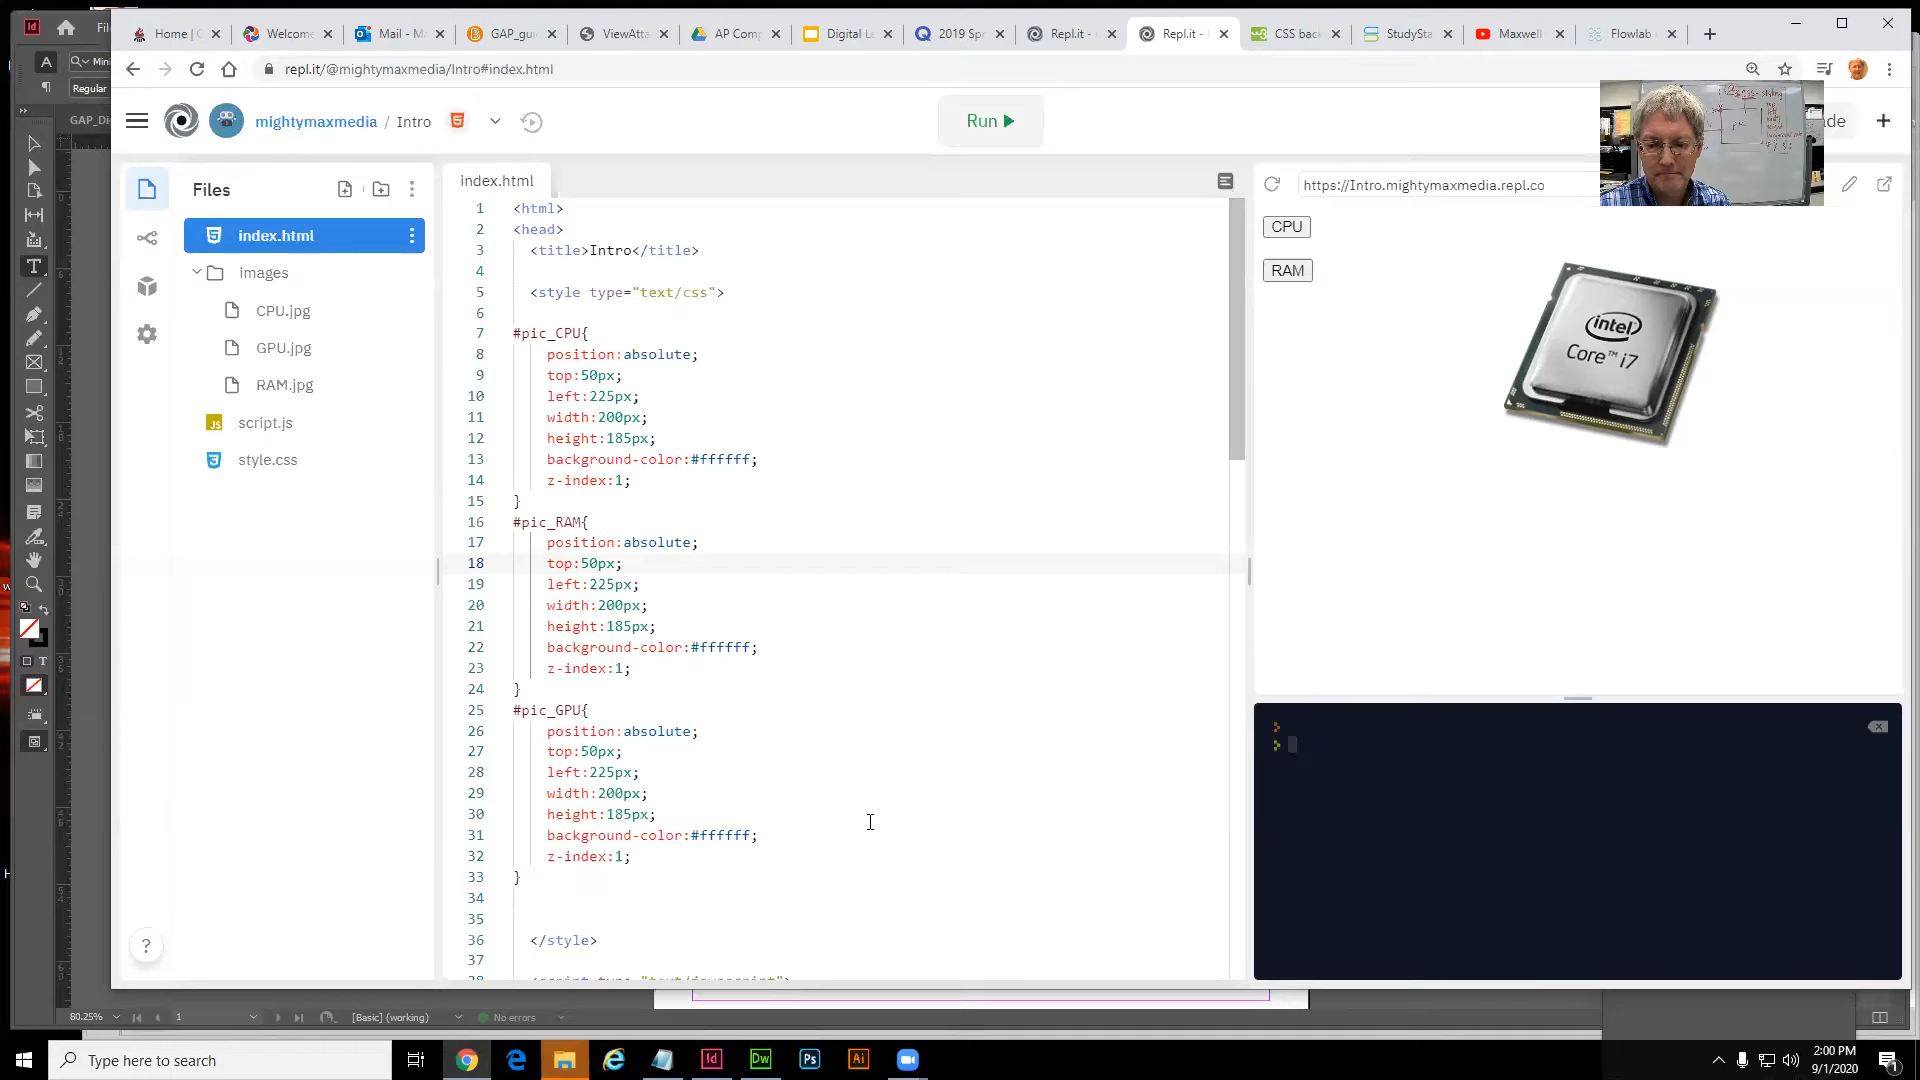 Home | C
Welcome
Mail - M
GAP_gu
ViewAtta
AP Comp
Digital L
2019 Sp
Repl.it -
Repl.it -
CSS bac
StudySta
Maxwell
Flowlab
repl.it/@mightymaxmedia/Intro#index.html
Regular
mightymaxmedia / Intro
Run
Files
index.html
images
CPU.jpg
GPU.jpg
RAM.jpg
script.js
style.css
index.html
1 <html>
2 <head>
3 <title>Intro</title>
4
5 <style type="text/css">
6
7 #pic_CPU{
8 position:absolute;
9 top:50px;
10 left:225px;
11 width:200px;
12 height:185px;
13 background-color:#ffffff;
14 z-index:1;
15 }
16 #pic_RAM{
17 position:absolute;
18 top:50px;
19 left:225px;
20 width:200px;
21 height:185px;
22 background-color:#ffffff;
23 z-index:1;
24 }
25 #pic_GPU{
26 position:absolute;
27 top:50px;
28 left:225px;
29 width:200px;
30 height:185px;
31 background-color:#ffffff;
32 z-index:1;
33 }
34
35
36 </style>
37
https://Intro.mightymaxmedia.repl.co
CPU
RAM
intel
Core™ i7
80.25%
1
[Basic] (working)
No errors
Type here to search
2:00 PM
9/1/2020